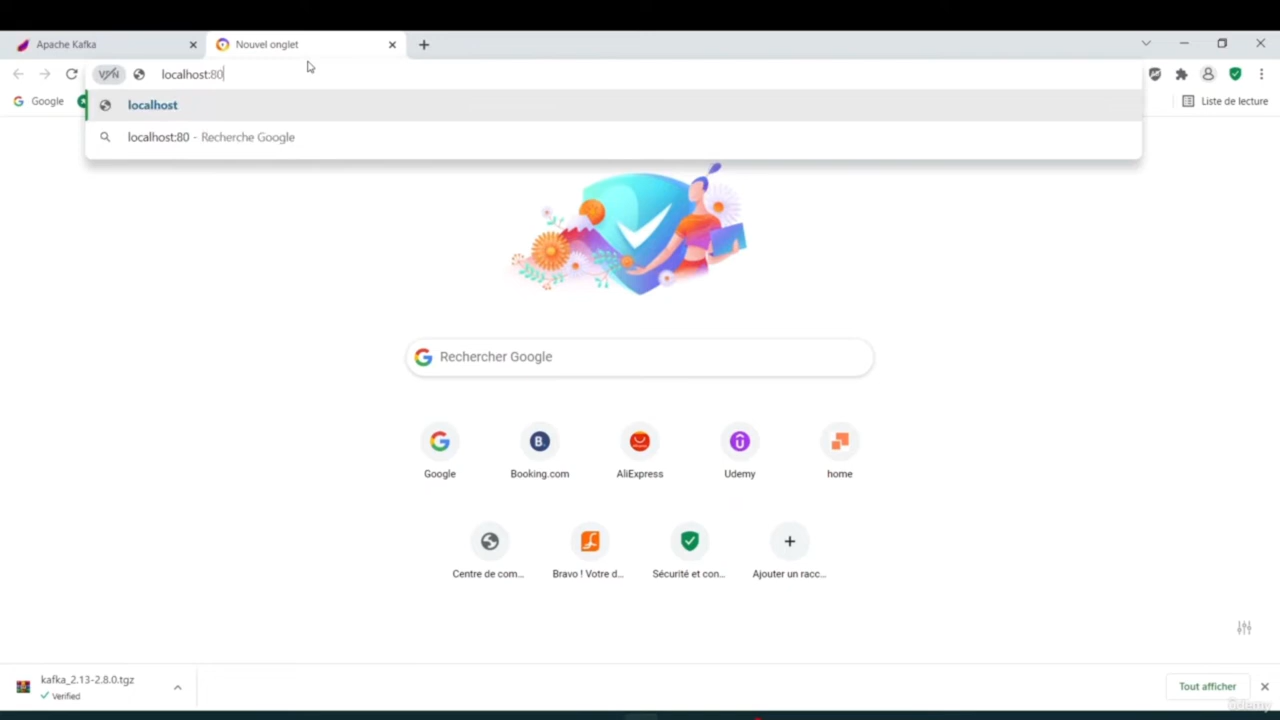 Apache Kafka
Nouvel onglet
VPN
localhost:80
Google
Liste de lecture
localhost
localhost:80 - Recherche Google
Rechercher Google
Google
Booking.com
AliExpress
Udemy
home
Centre de com...
Bravo ! Votre d...
Sécurité et con...
Ajouter un racc...
kafka_2.13-2.8.0.tgz
Verified
Tout afficher
ûdemy